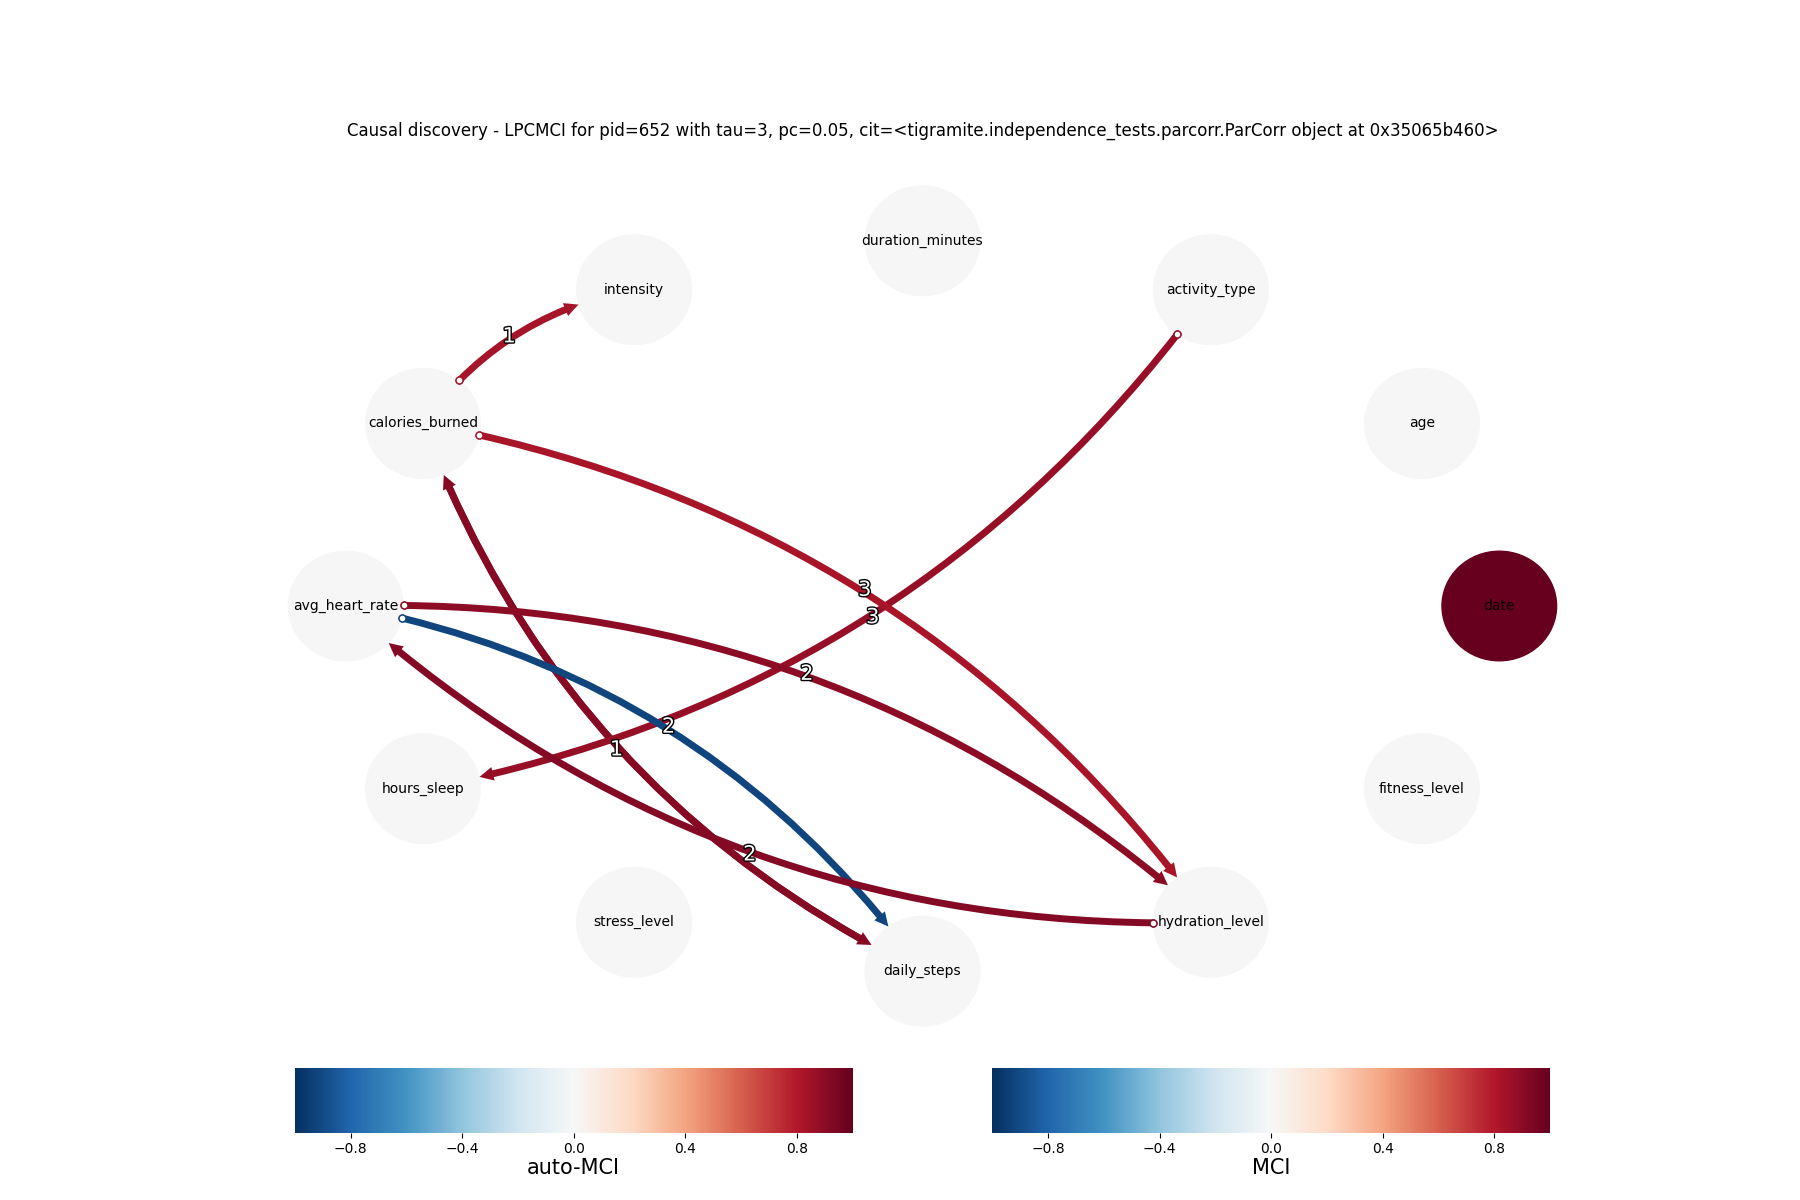 Causal discovery - LPCMCI for pid=652 with tau=3, pc=0.05, cit=<tigramite.independence_tests.parcorr.ParCorr object at 0x35065b460>
duration_minutes
intensity
activity_type
1
calories_burned
age
3
avg_heart_rate
date
3
2
2
1
hours_sleep
fitness_level
2
stress_level
hydration_level
daily_steps
−0.8 −0.4 0.0 0.4 0.8
auto-MCI
−0.8 −0.4 0.0 0.4 0.8
MCI